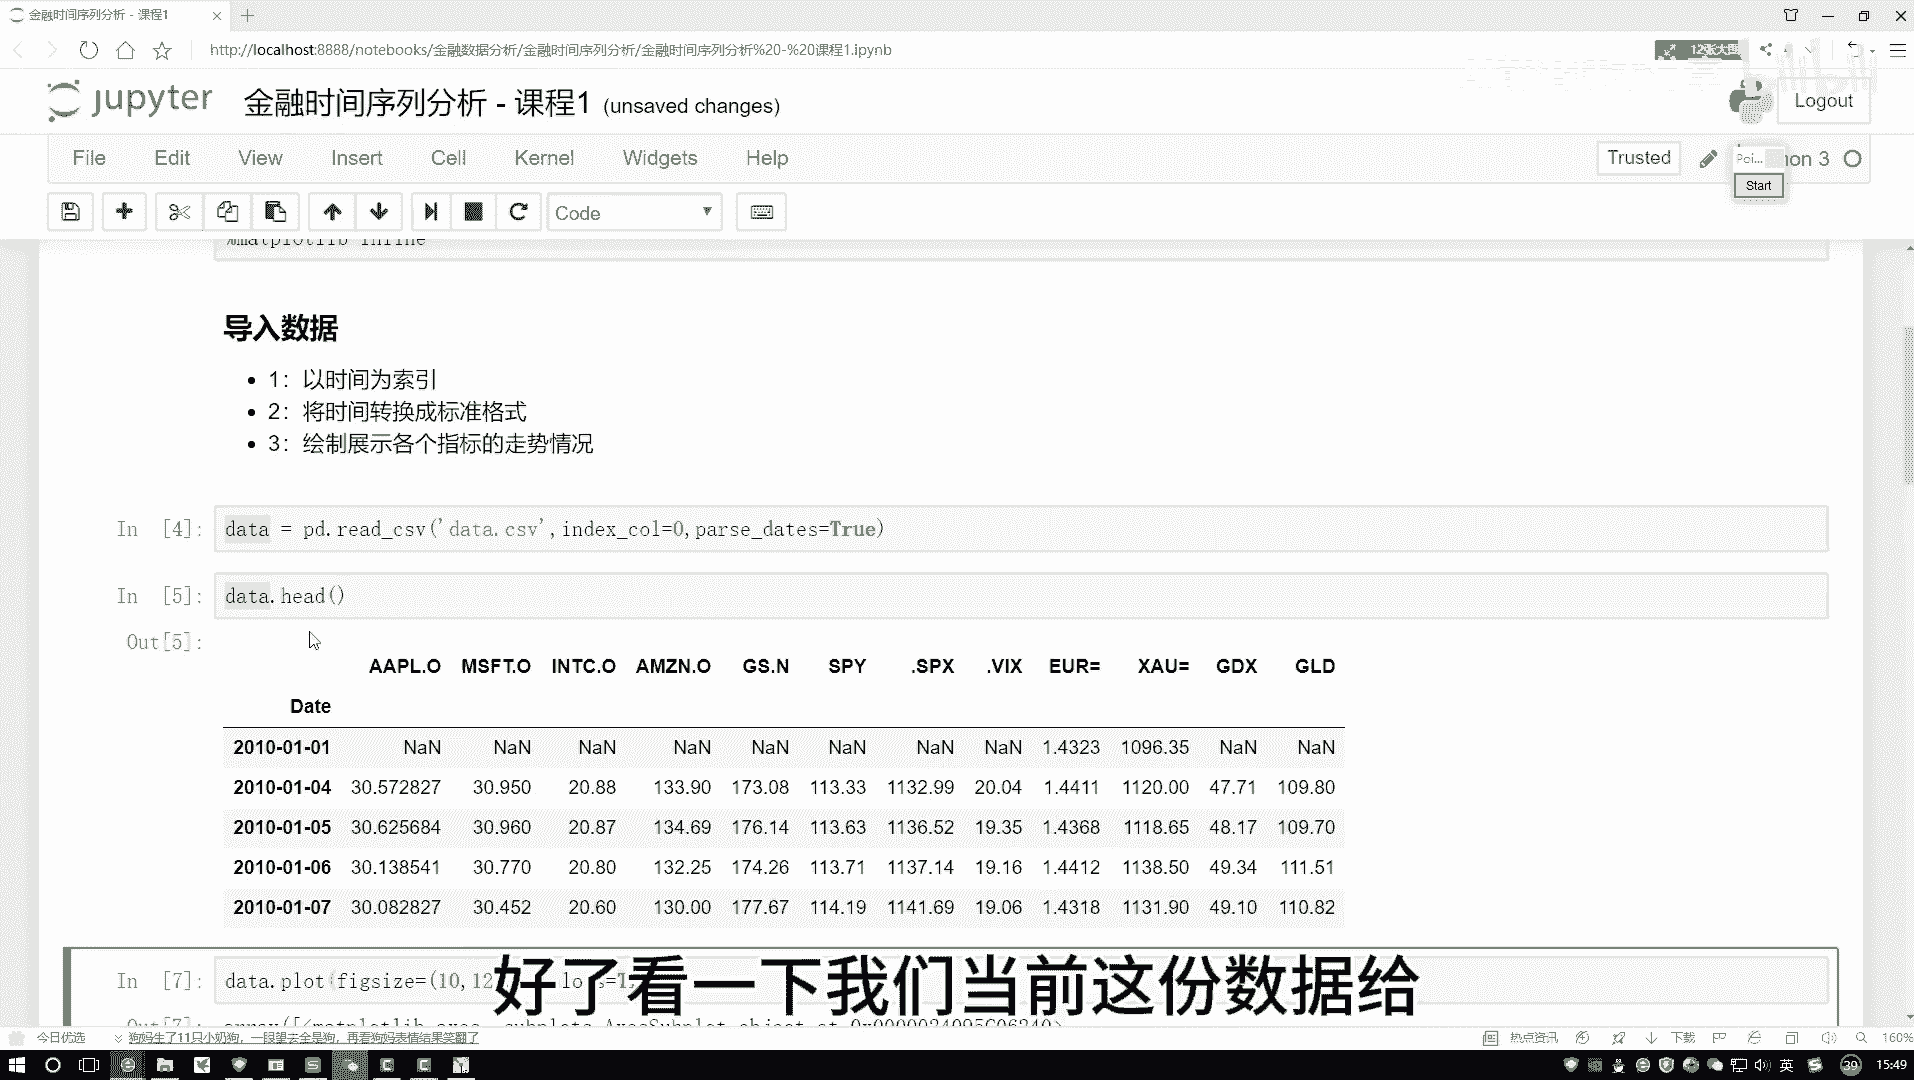 金融时间序列分析 - 课程1
http://localhost:8888/notebooks/金融数据分析/金融时间序列分析/金融时间序列分析%20-%20课程1.ipynb
12张大图
jupyter 金融时间序列分析 - 课程1 (unsaved changes)
Logout
File Edit View Insert Cell Kernel Widgets Help
Trusted
Poi... hon 3
Start
Code
%matplotlib inline
导入数据
1：以时间为索引
2：将时间转换成标准格式
3：绘制展示各个指标的走势情况
In [4]: data = pd.read_csv('data.csv',index_col=0,parse_dates=True)
In [5]: data.head()
Out[5]:
AAPL.O MSFT.O INTC.O AMZN.O GS.N SPY .SPX .VIX EUR= XAU= GDX GLD
Date
2010-01-01 NaN NaN NaN NaN NaN NaN NaN NaN 1.4323 1096.35 NaN NaN
2010-01-04 30.572827 30.950 20.88 133.90 173.08 113.33 1132.99 20.04 1.4411 1120.00 47.71 109.80
2010-01-05 30.625684 30.960 20.87 134.69 176.14 113.63 1136.52 19.35 1.4368 1118.65 48.17 109.70
2010-01-06 30.138541 30.770 20.80 132.25 174.26 113.71 1137.14 19.16 1.4412 1138.50 49.34 111.51
2010-01-07 30.082827 30.452 20.60 130.00 177.67 114.19 1141.69 19.06 1.4318 1131.90 49.10 110.82
In [7]: data.plot(figsize=(10,12
好了看一下我们当前这份数据给
今日优选 狗妈生了11只小奶狗，一眼望去全是狗，再看狗妈表情结果笑翻了
热点资讯 下载 160%
英 39 15:49